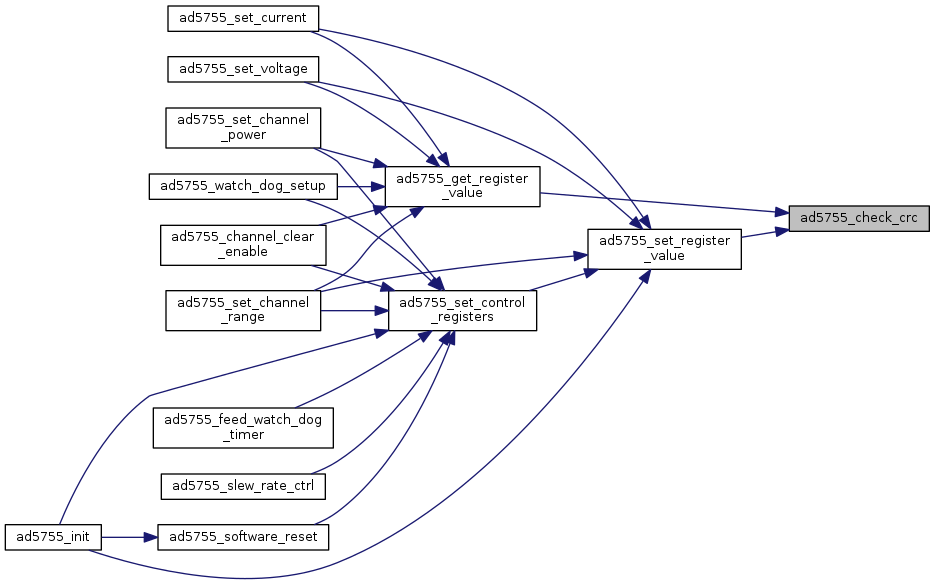 ad5755_set_current
ad5755_set_voltage
ad5755_set_channel
_power
ad5755_watch_dog_setup
ad5755_channel_clear
_enable
ad5755_set_channel
_range
ad5755_feed_watch_dog
_timer
ad5755_slew_rate_ctrl
ad5755_init
ad5755_software_reset
ad5755_get_register
_value
ad5755_set_control
_registers
ad5755_set_register
_value
ad5755_check_crc